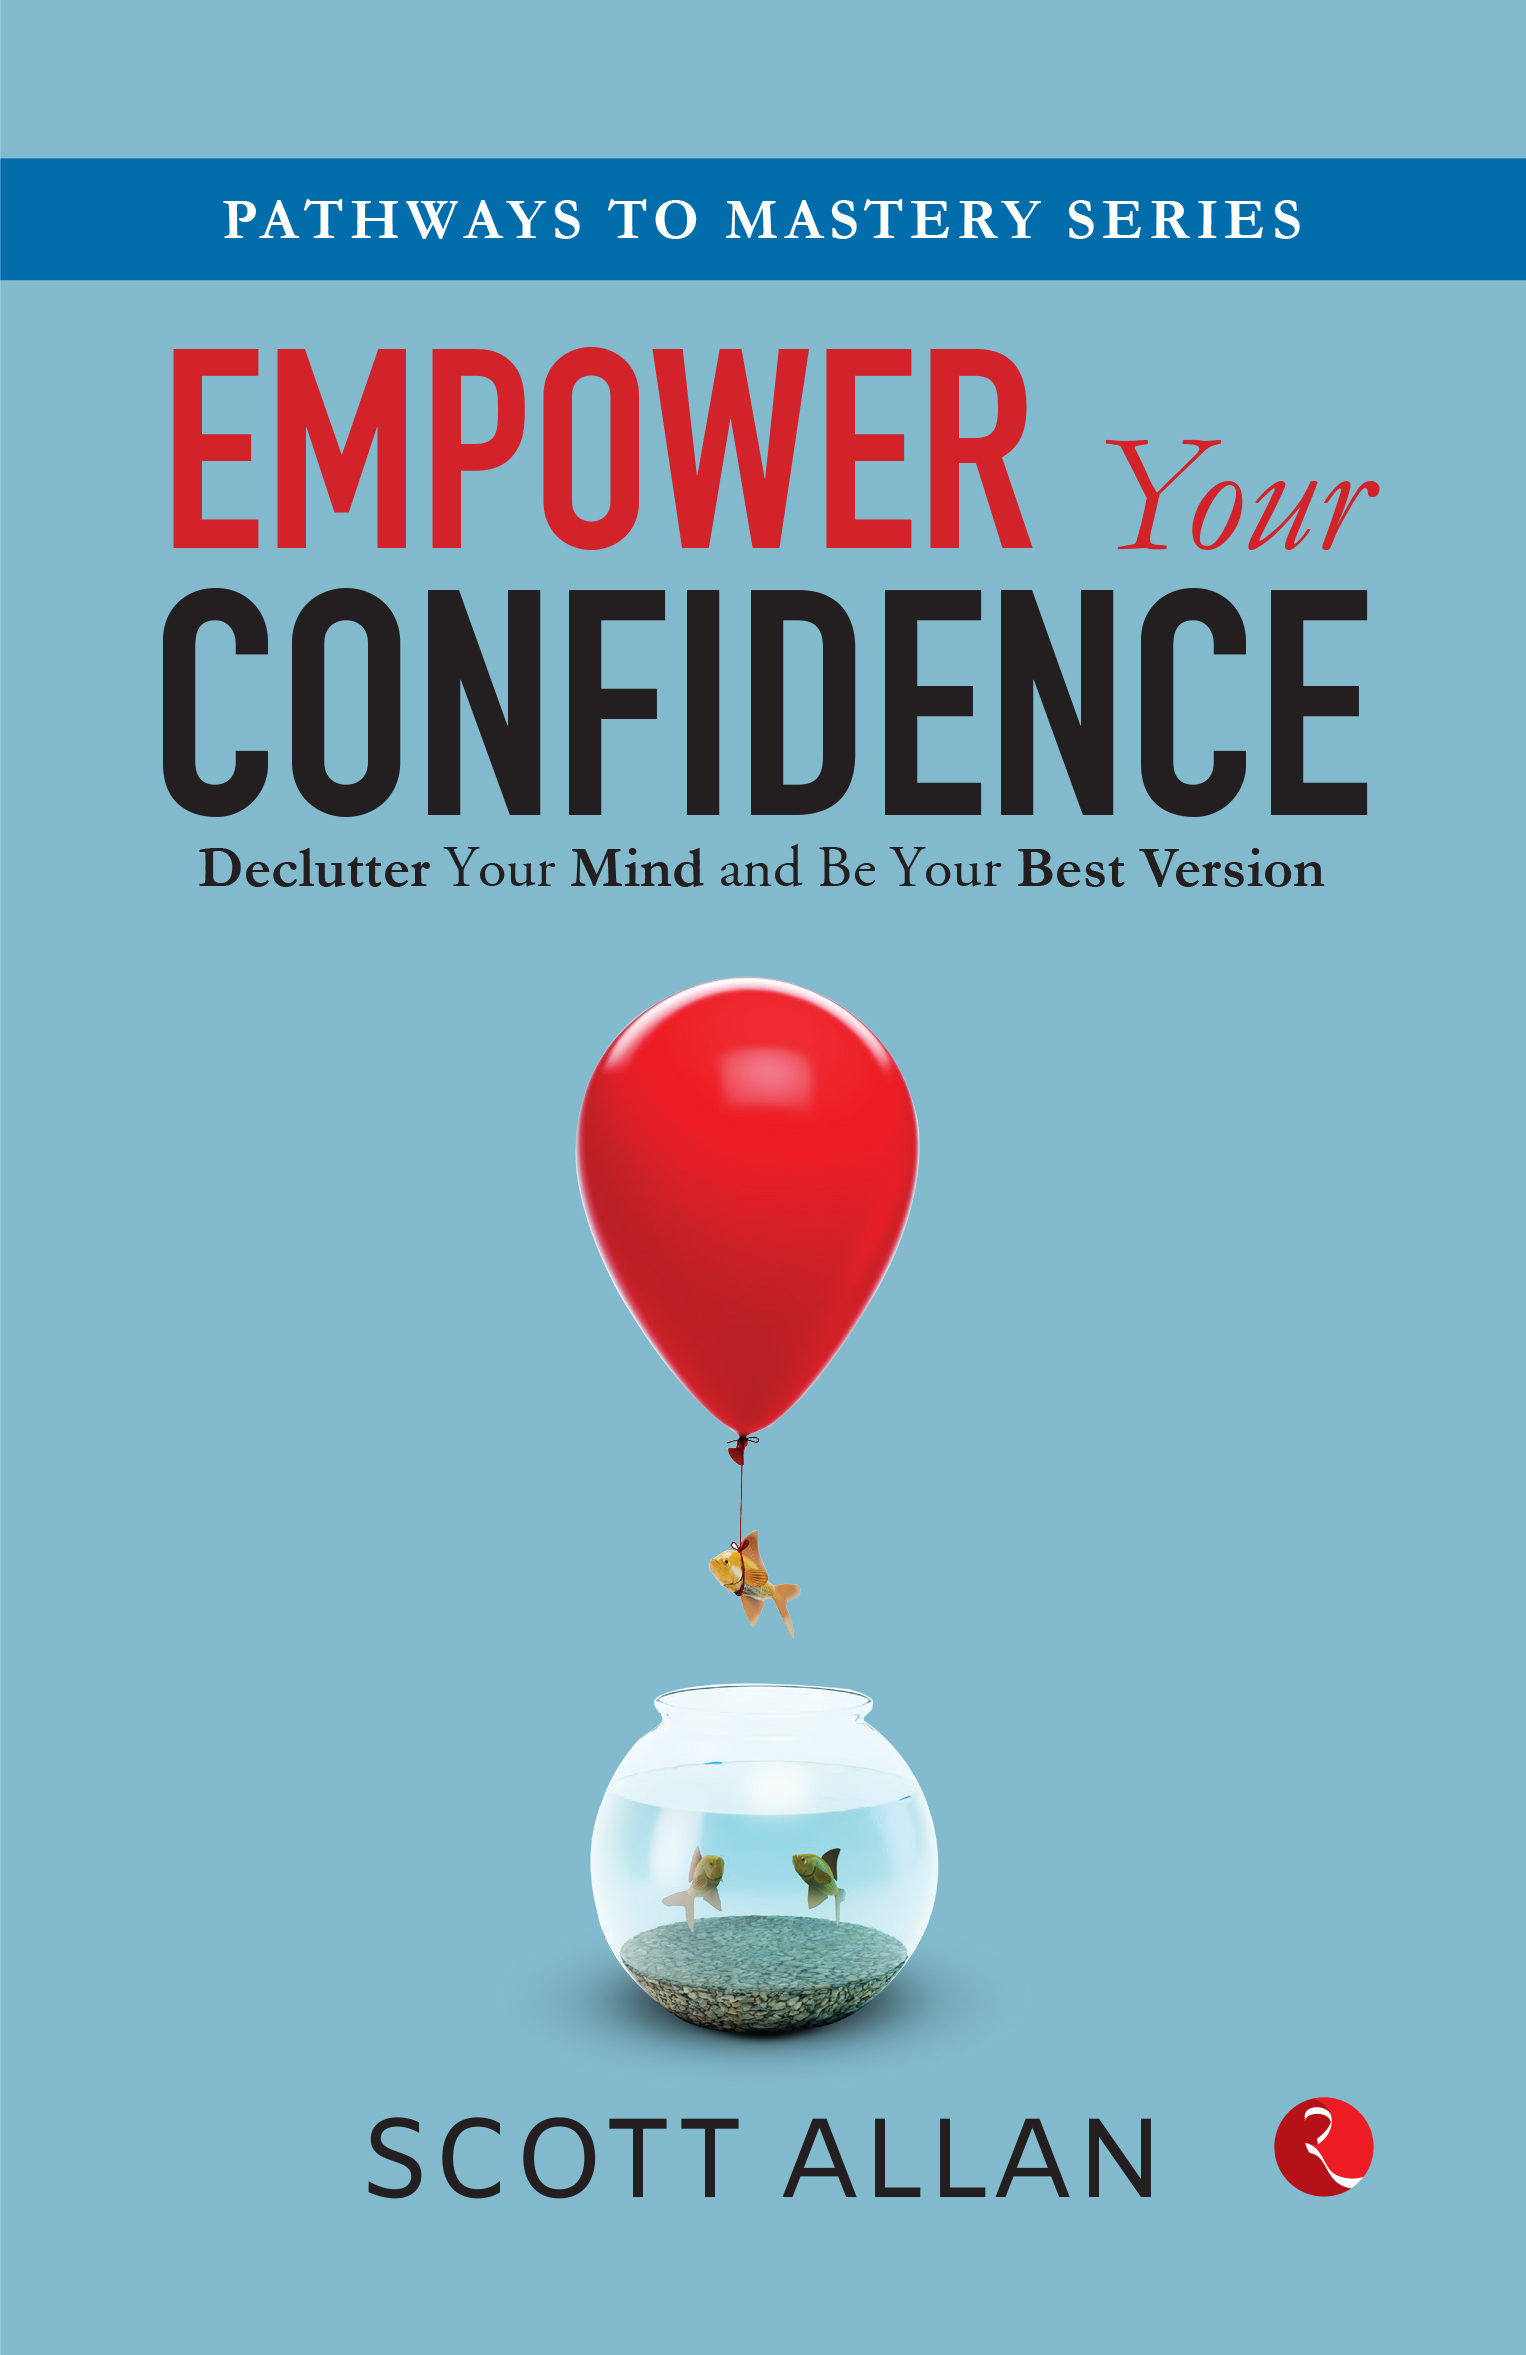 PATHWAYS TO MASTERY SERIES
EMPOWER Your
CONFIDENCE
Declutter Your Mind and Be Your Best Version
SCOTT ALLAN